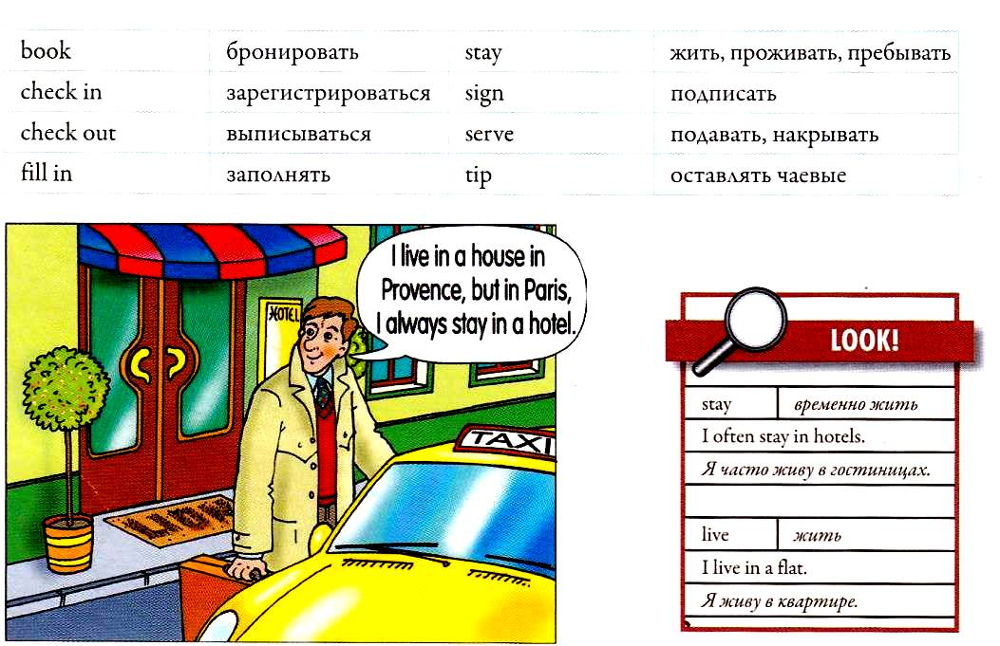 book бронировать stay жить, проживать, пребывать
check in зарегистрироваться sign подписать
check out выписываться serve подавать, накрывать
fill in заполнять tip оставлять чаевые
I live in a house in
Provence, but in Paris,
I always stay in a hotel.
HOTEL
TAXI
LOOK!
stay временно жить
I often stay in hotels.
Я часто живу в гостиницах.
live жить
I live in a flat.
Я живу в квартире.